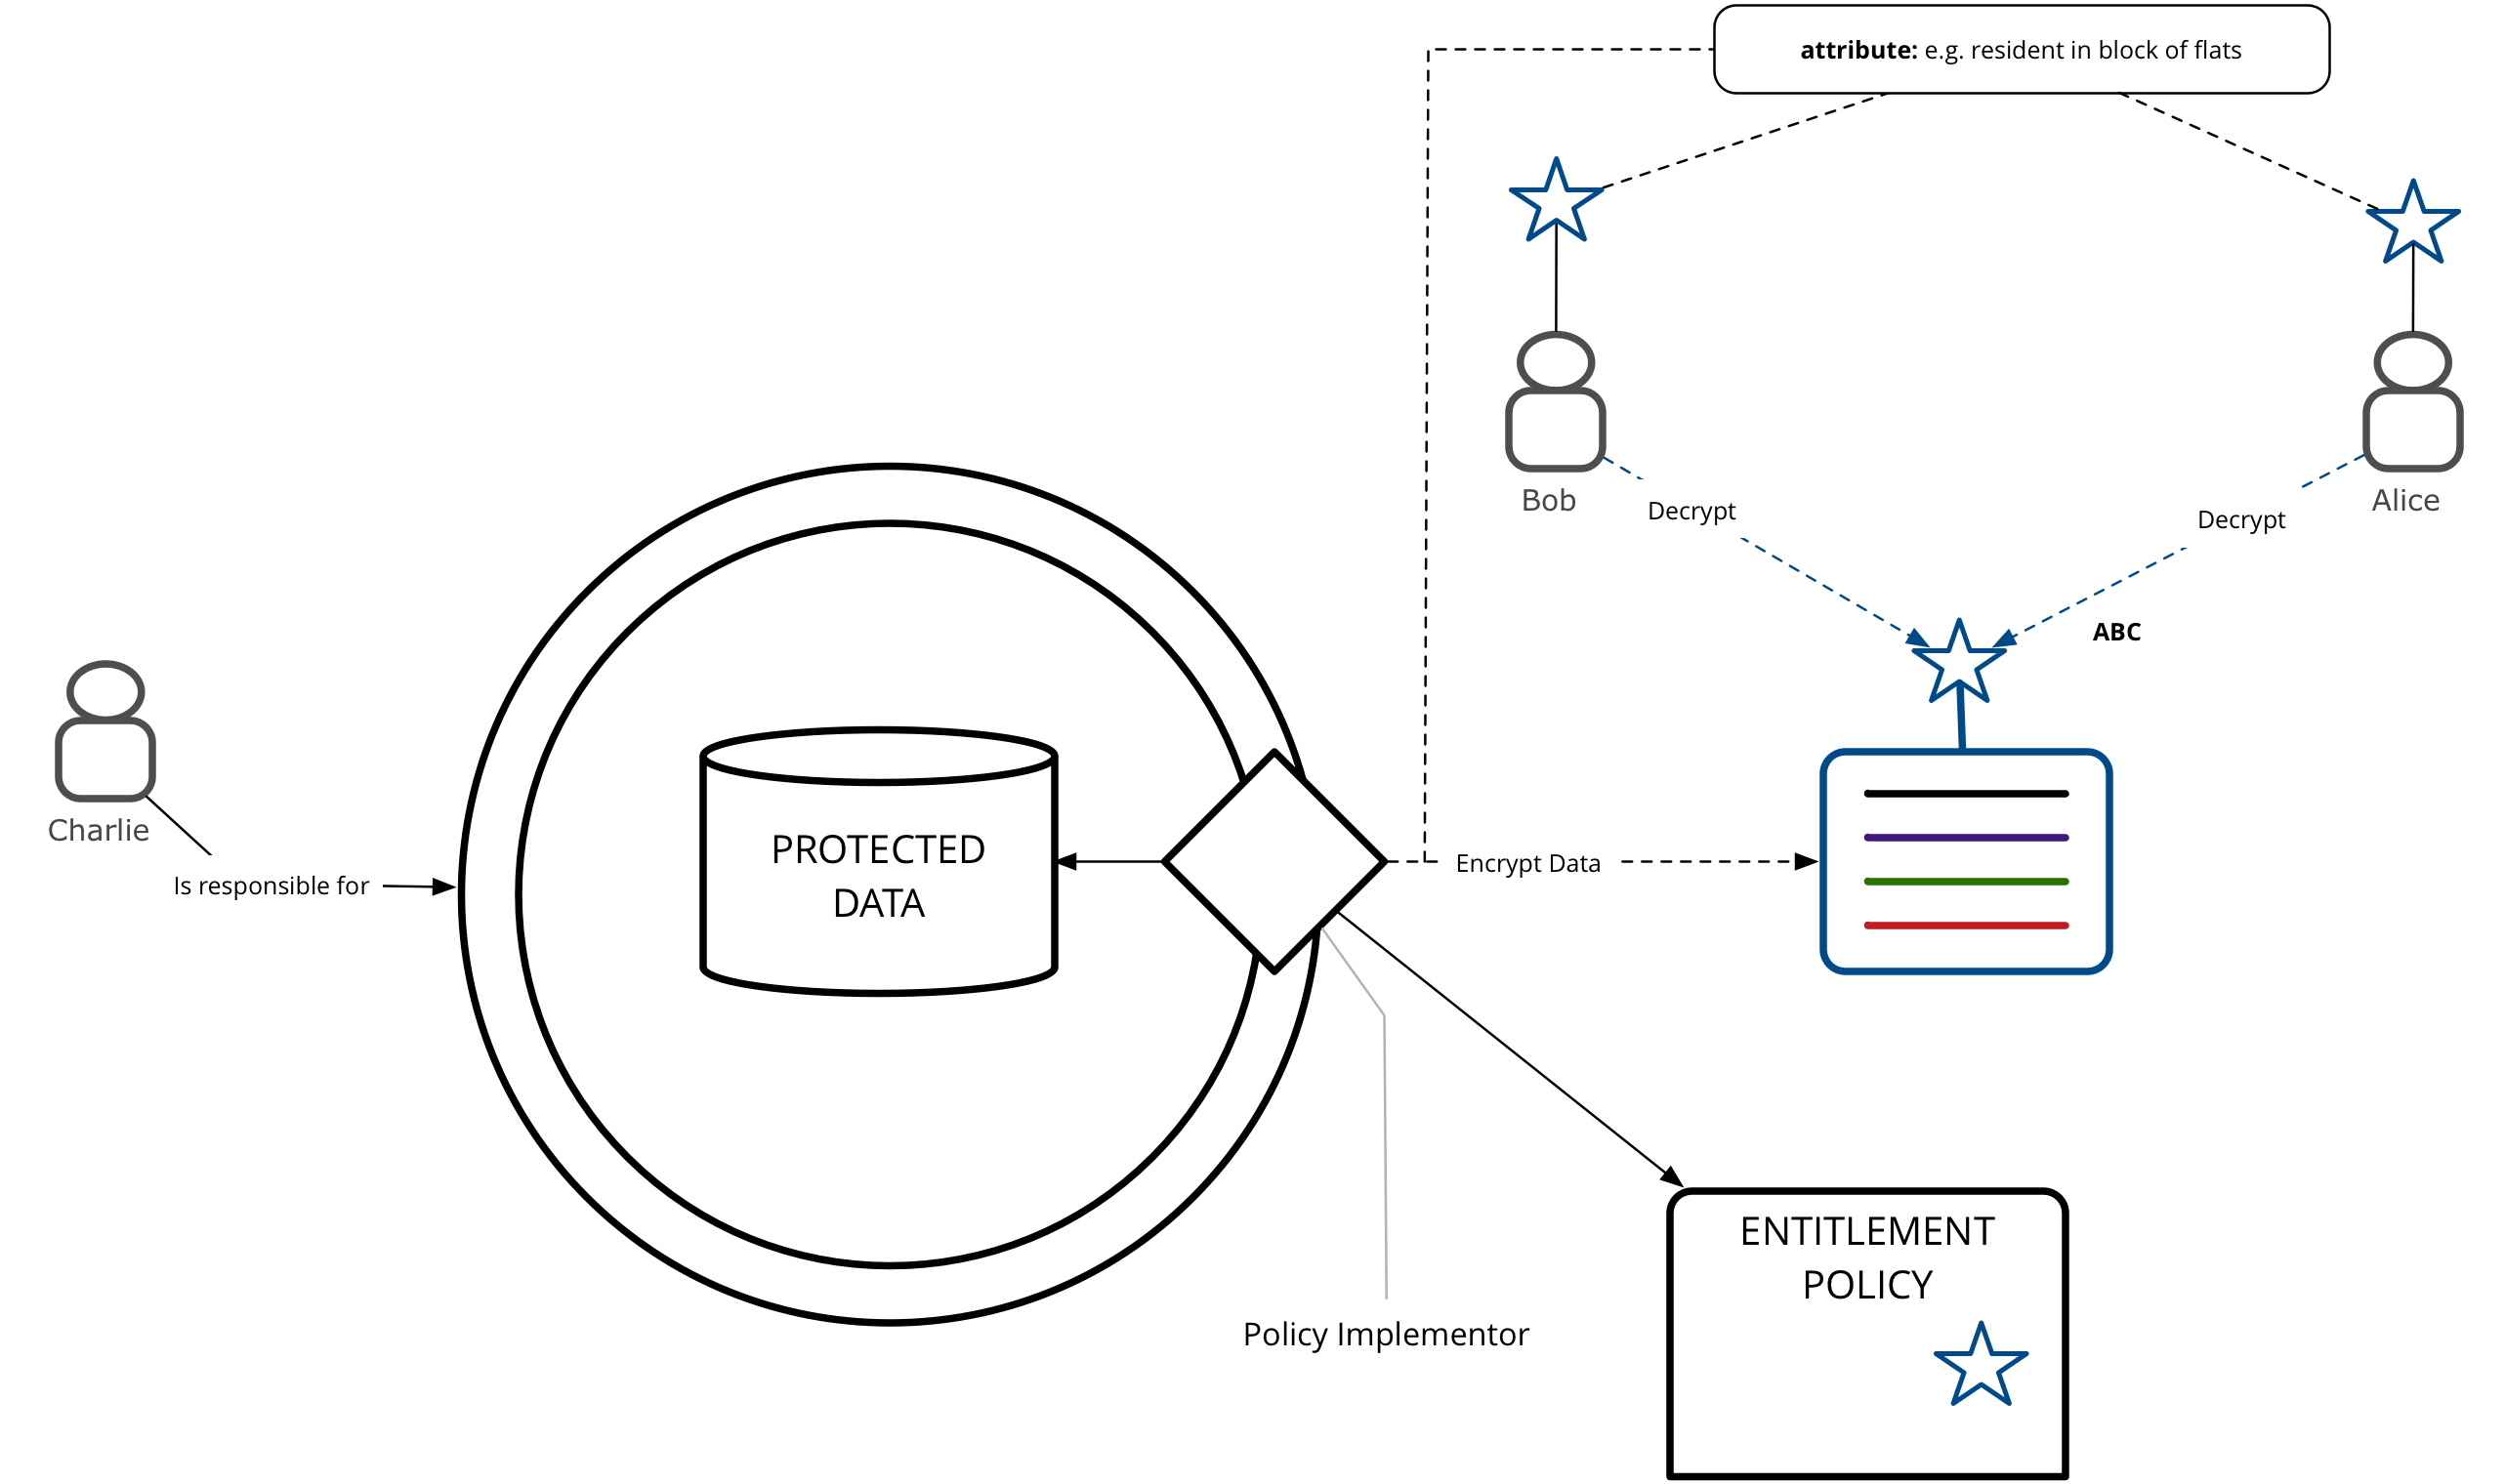 attribute: e.g. resident in block of flats
Bob
Alice
Decrypt
Decrypt
ABC
Charlie
Is responsible for
PROTECTED
DATA
Encrypt Data
ENTITLEMENT
POLICY
Policy Implementor